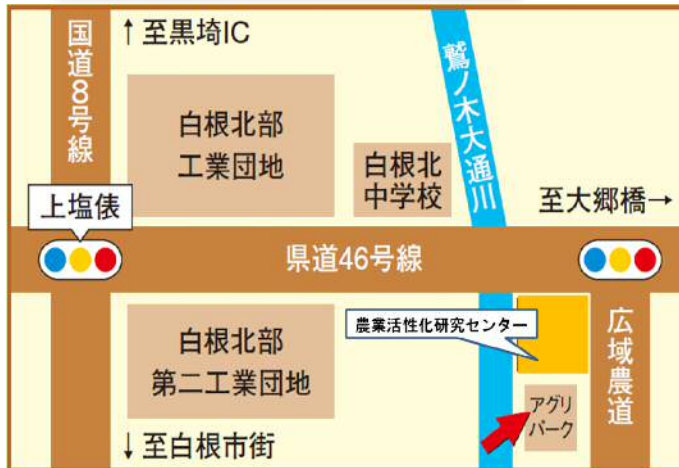 国道8号線
↑至黒埼IC
白根北部
工業団地
白根北
中学校
鷲ノ木大通川
至大郷橋→
上塩俵
県道46号線
白根北部
第二工業団地
農業活性化研究センター
広域農道
アグリ
パーク
↓至白根市街